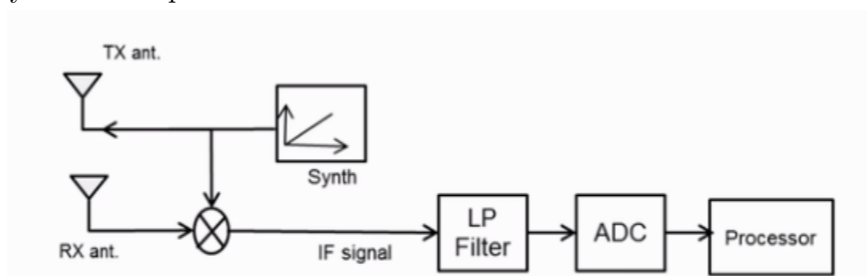 TX ant.
Synth
RX ant.
IF signal
LP
Filter
ADC
Processor